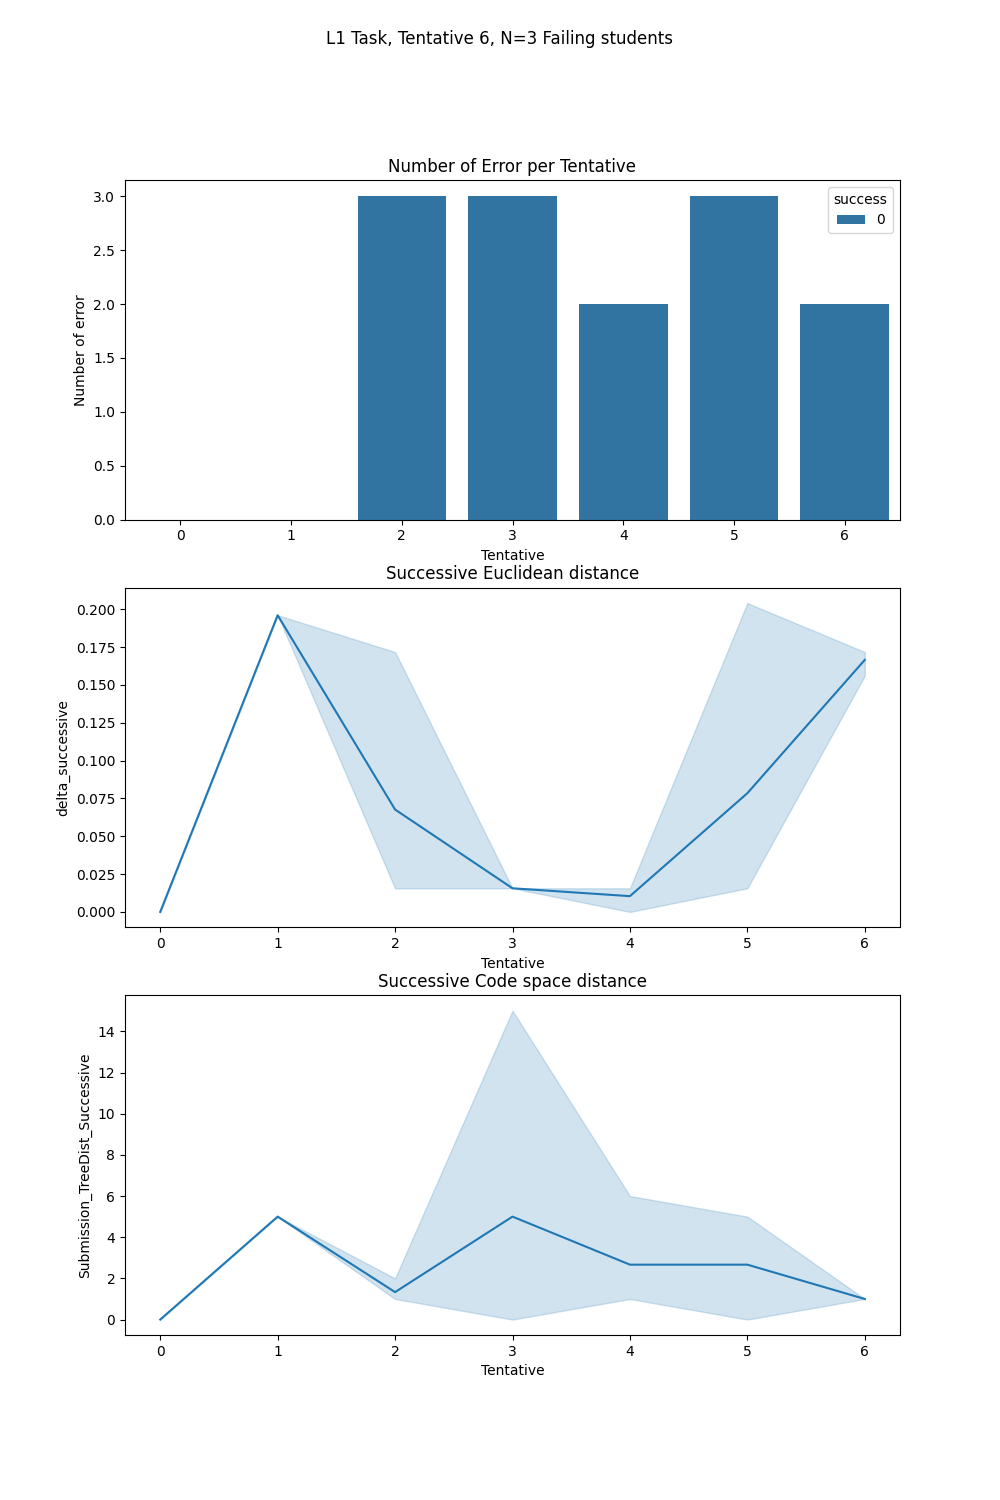 L1 Task, Tentative 6, N=3 Failing students
Number of Error per Tentative
Number of error
3.0
2.5
2.0
1.5
1.0
0.5
0.0
success
0
0 1 2 3 4 5 6
Tentative
Successive Euclidean distance
delta_successive
0.200
0.175
0.150
0.125
0.100
0.075
0.050
0.025
0.000
0 1 2 3 4 5 6
Tentative
Successive Code space distance
Submission_TreeDist_Successive
14
12
10
8
6
4
2
0
0 1 2 3 4 5 6
Tentative